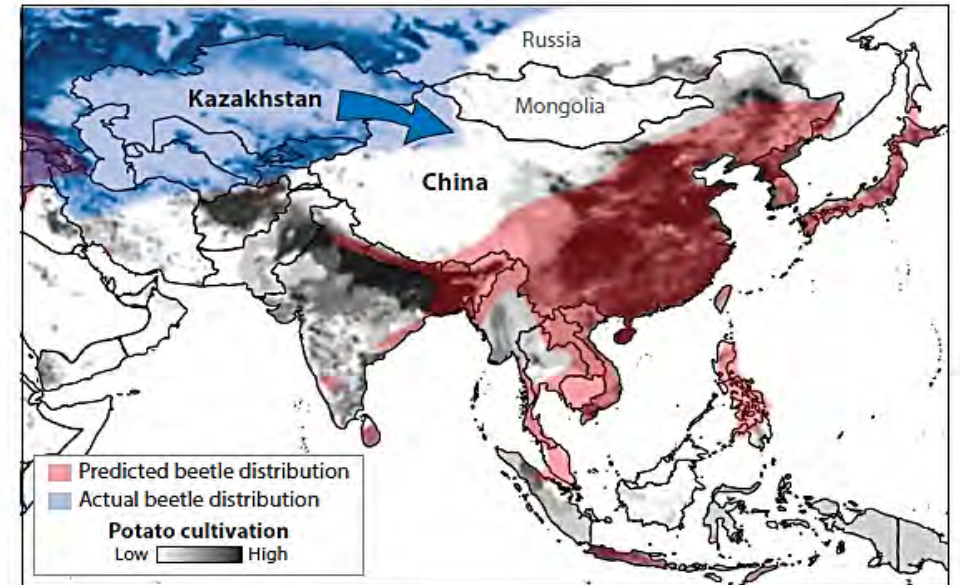 Russia
Kazakhstan
Mongolia
China
Predicted beetle distribution
Actual beetle distribution
Potato cultivation
Low High